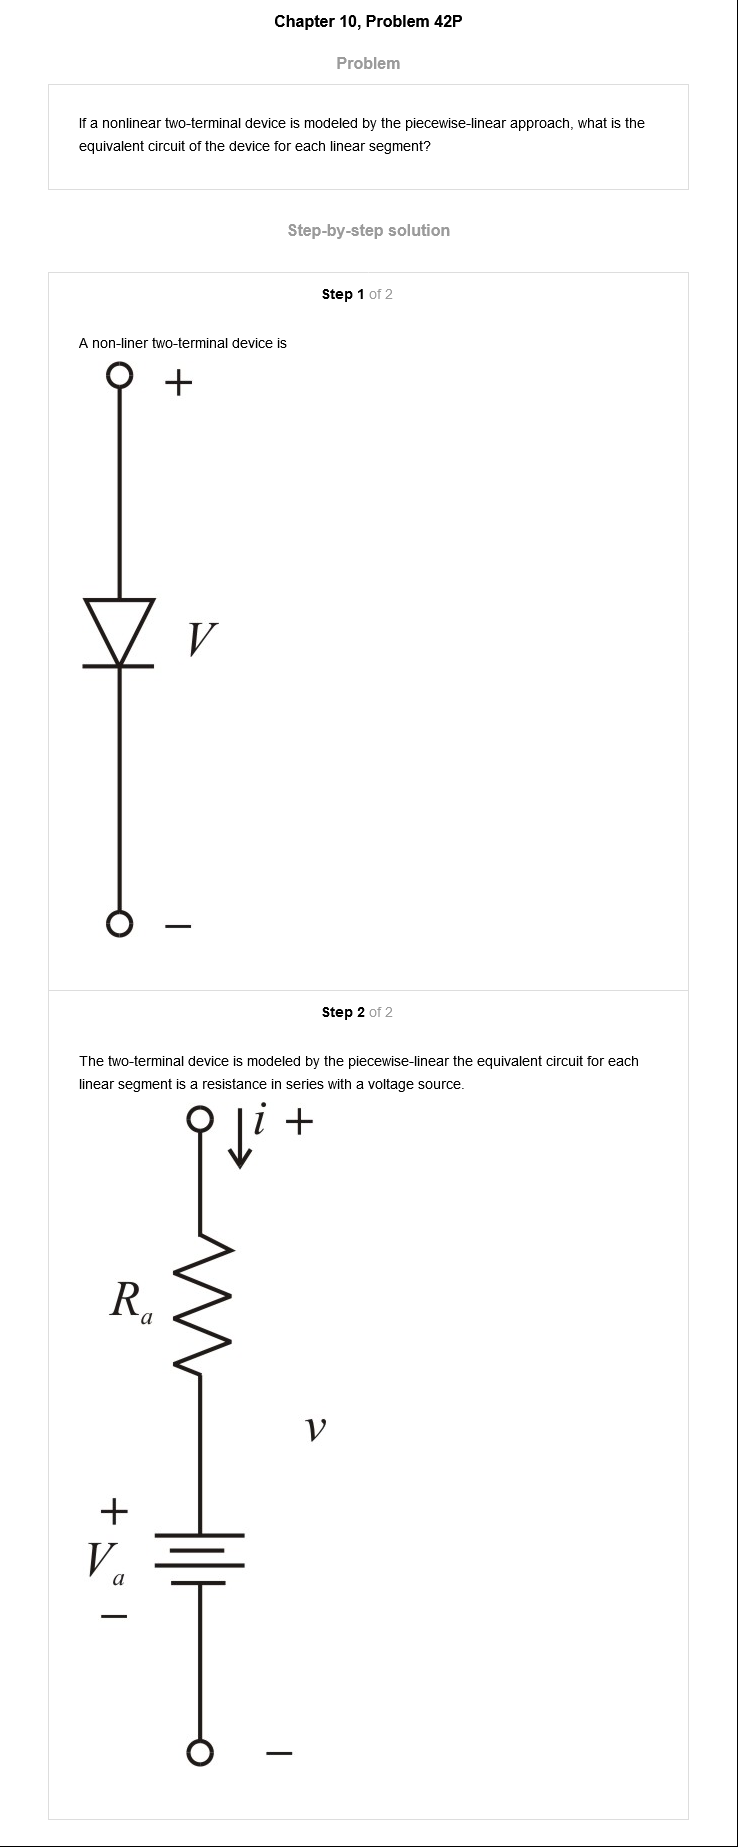 Chapter 10, Problem 42P
Problem
If a nonlinear two-terminal device is modeled by the piecewise-linear approach, what is the
equivalent circuit of the device for each linear segment?
Step-by-step solution
Step 1 of 2
A non-liner two-terminal device is
+
V
−
Step 2 of 2
The two-terminal device is modeled by the piecewise-linear the equivalent circuit for each
linear segment is a resistance in series with a voltage source.
i +
Ra
v
+
Va
−
−